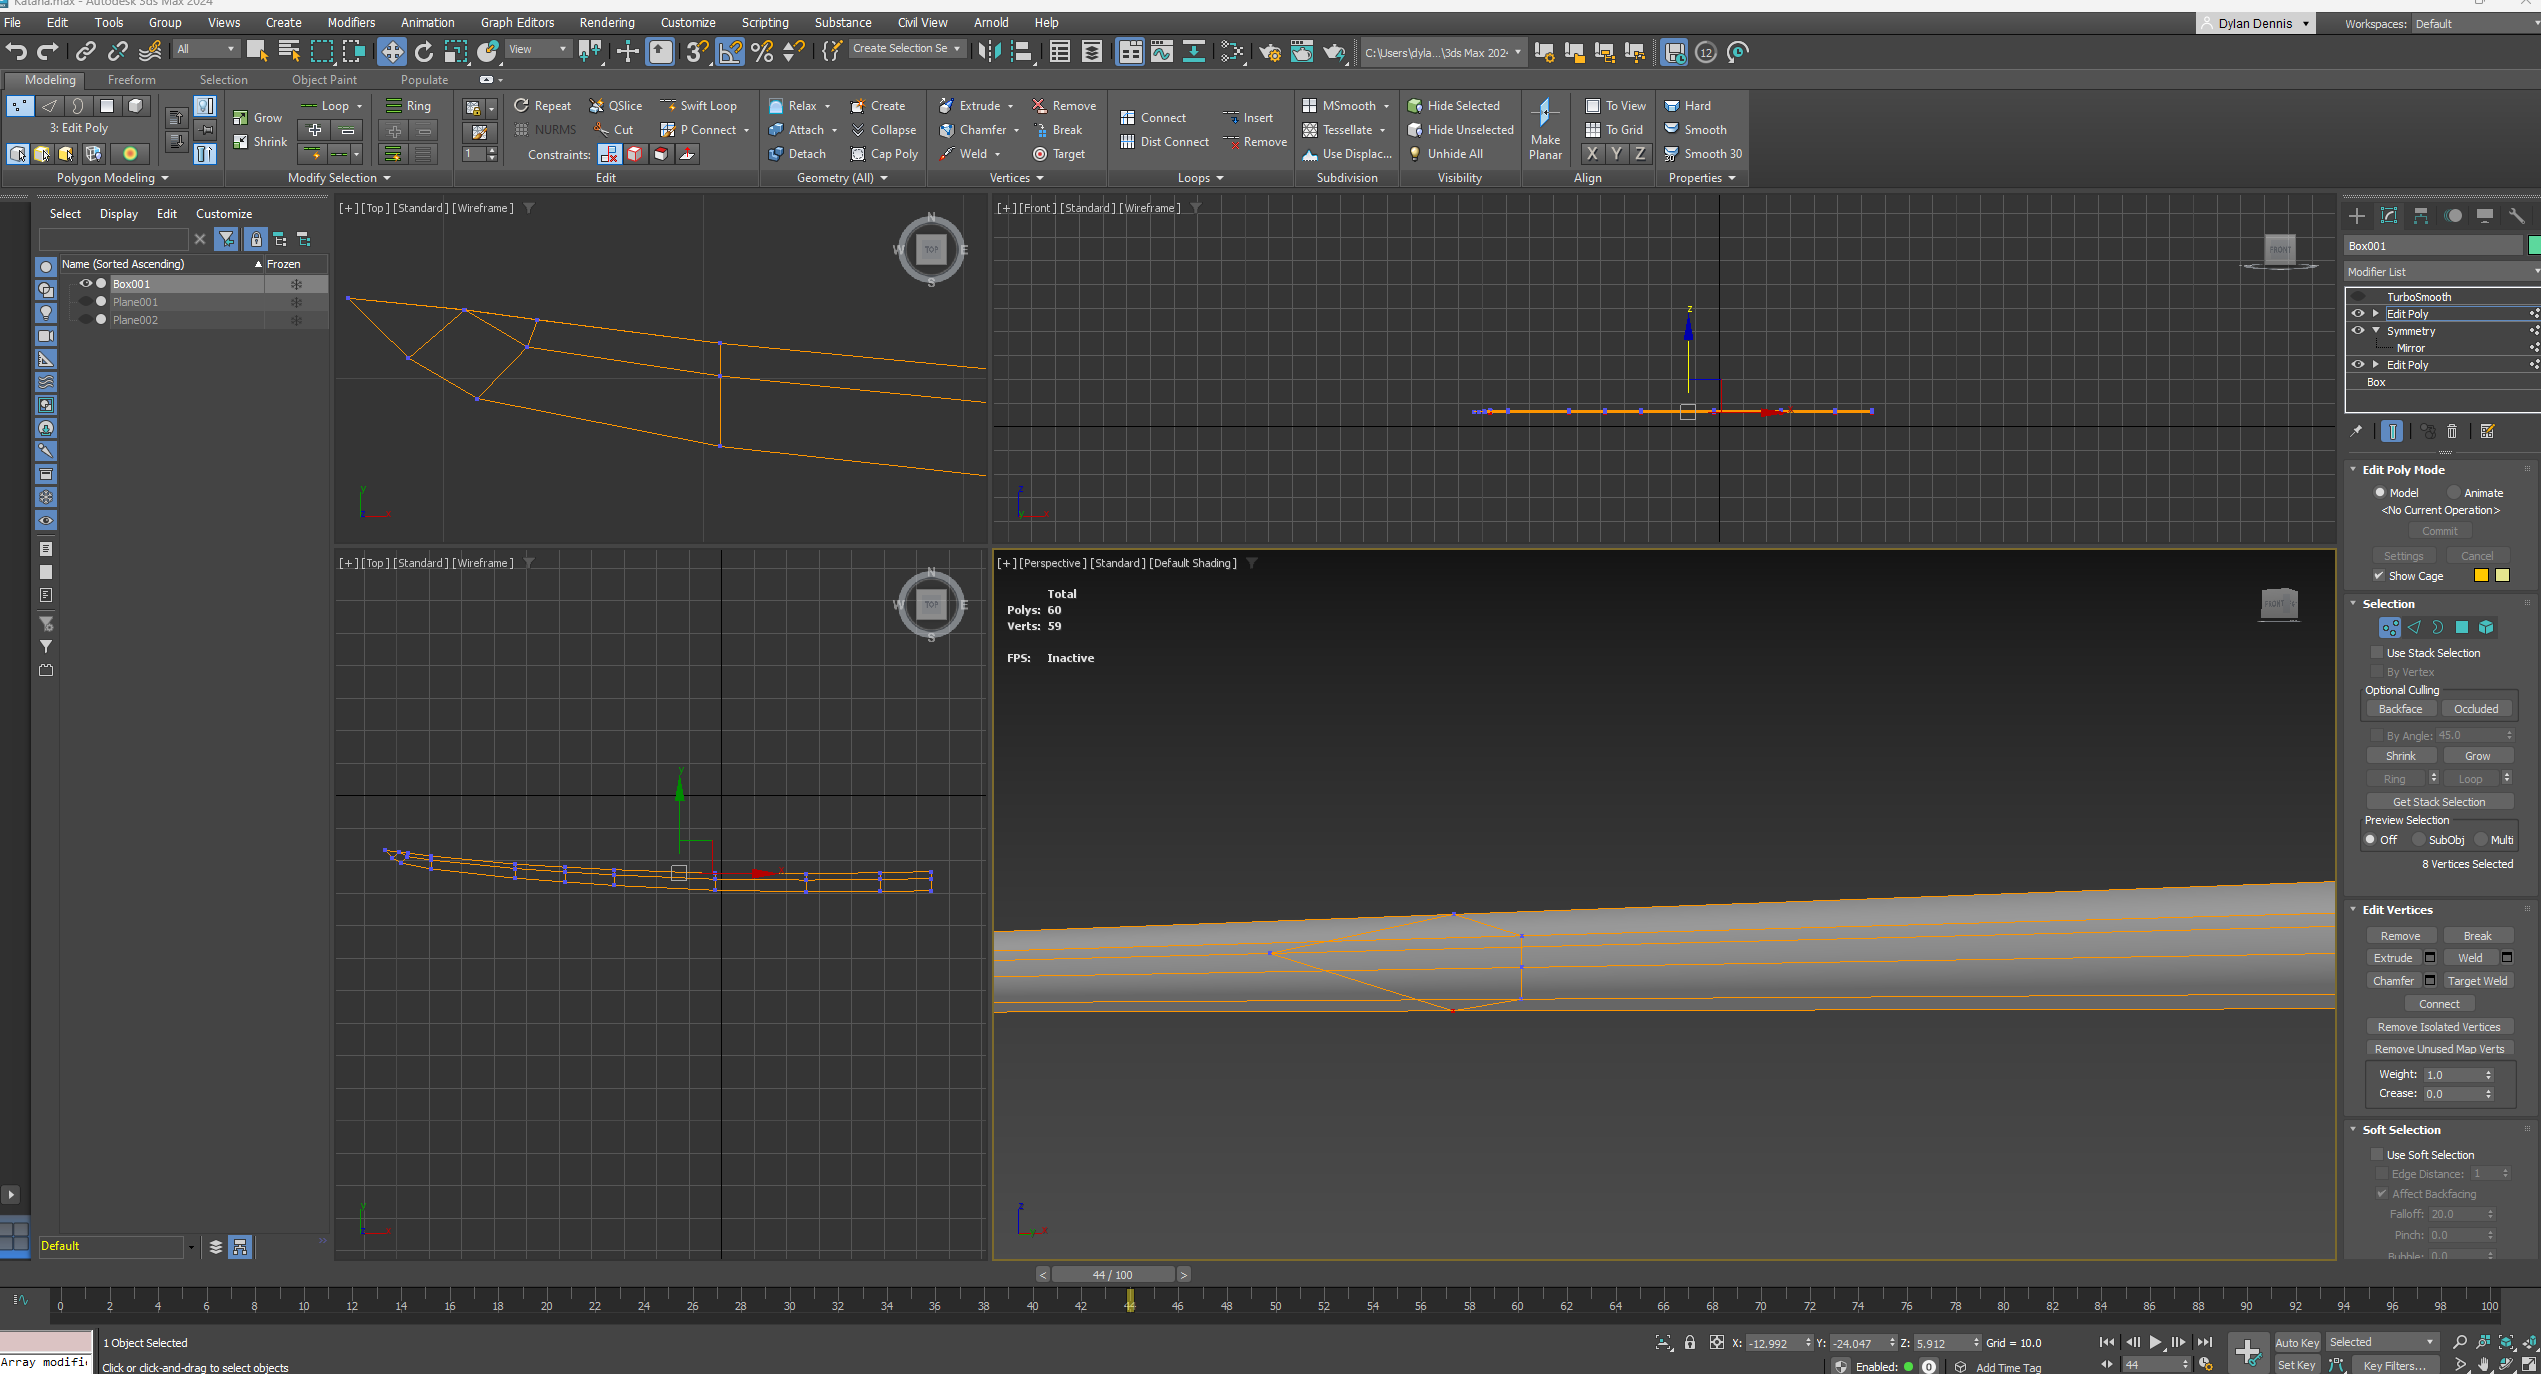 Katana.max - Autodesk 3ds Max 2024
File Edit Tools Group Views Create Modifiers Animation Graph Editors Rendering Customize Scripting Substance Civil View Arnold Help
Dylan Dennis
Workspaces: Default
All
View
Create Selection Se
C:\Users\dyla...\3ds Max 202
12
Modeling Freeform Selection Object Paint Populate
Loop Ring
Repeat QSlice Swift Loop
Relax Create
Extrude Remove
MSmooth
Hide Selected
To View
Hard
Grow
Connect Insert
3: Edit Poly
NURMS Cut P Connect
Attach Collapse
Chamfer Break
Tessellate
Hide Unselected
Make Planar
To Grid
Smooth
Shrink
Dist Connect Remove
1
Constraints:
Detach Cap Poly
Weld Target
Use Displac...
Unhide All
X Y Z
Smooth 30
Polygon Modeling
Modify Selection
Edit
Geometry (All)
Vertices
Loops
Subdivision
Visibility
Align
Properties
Select Display Edit Customize
Name (Sorted Ascending) Frozen
Box001
Plane001
Plane002
Default
[+] [Top] [Standard] [Wireframe]
N
W TOP E
S
y
[+] [Front] [Standard] [Wireframe]
FRONT
z
z
[+] [Top] [Standard] [Wireframe]
N
W TOP E
S
y
y
x
[+] [Perspective] [Standard] [Default Shading]
Total
Polys: 60
Verts: 59
FPS: Inactive
FRONT
z
x
Box001
Modifier List
TurboSmooth
Edit Poly
Symmetry
Mirror
Edit Poly
Box
Edit Poly Mode
Model Animate
<No Current Operation>
Commit
Settings Cancel
Show Cage
Selection
Use Stack Selection
By Vertex
Optional Culling
Backface Occluded
By Angle: 45.0
Shrink Grow
Ring Loop
Get Stack Selection
Preview Selection
Off SubObj Multi
8 Vertices Selected
Edit Vertices
Remove Break
Extrude Weld
Chamfer Target Weld
Connect
Remove Isolated Vertices
Remove Unused Map Verts
Weight: 1.0
Crease: 0.0
Soft Selection
Use Soft Selection
Edge Distance: 1
Affect Backfacing
Falloff: 20.0
Pinch: 0.0
Bubble: 0.0
< 44 / 100 >
0 2 4 6 8 10 12 14 16 18 20 22 24 26 28 30 32 34 36 38 40 42 44 46 48 50 52 54 56 58 60 62 64 66 68 70 72 74 76 78 80 82 84 86 88 90 92 94 96 98 100
1 Object Selected
X: -12.992 Y: -24.047 Z: 5.912 Grid = 10.0
Auto Key Selected
Array modifi
Click or click-and-drag to select objects
Enabled: 0 Add Time Tag
44
Set Key Key Filters...